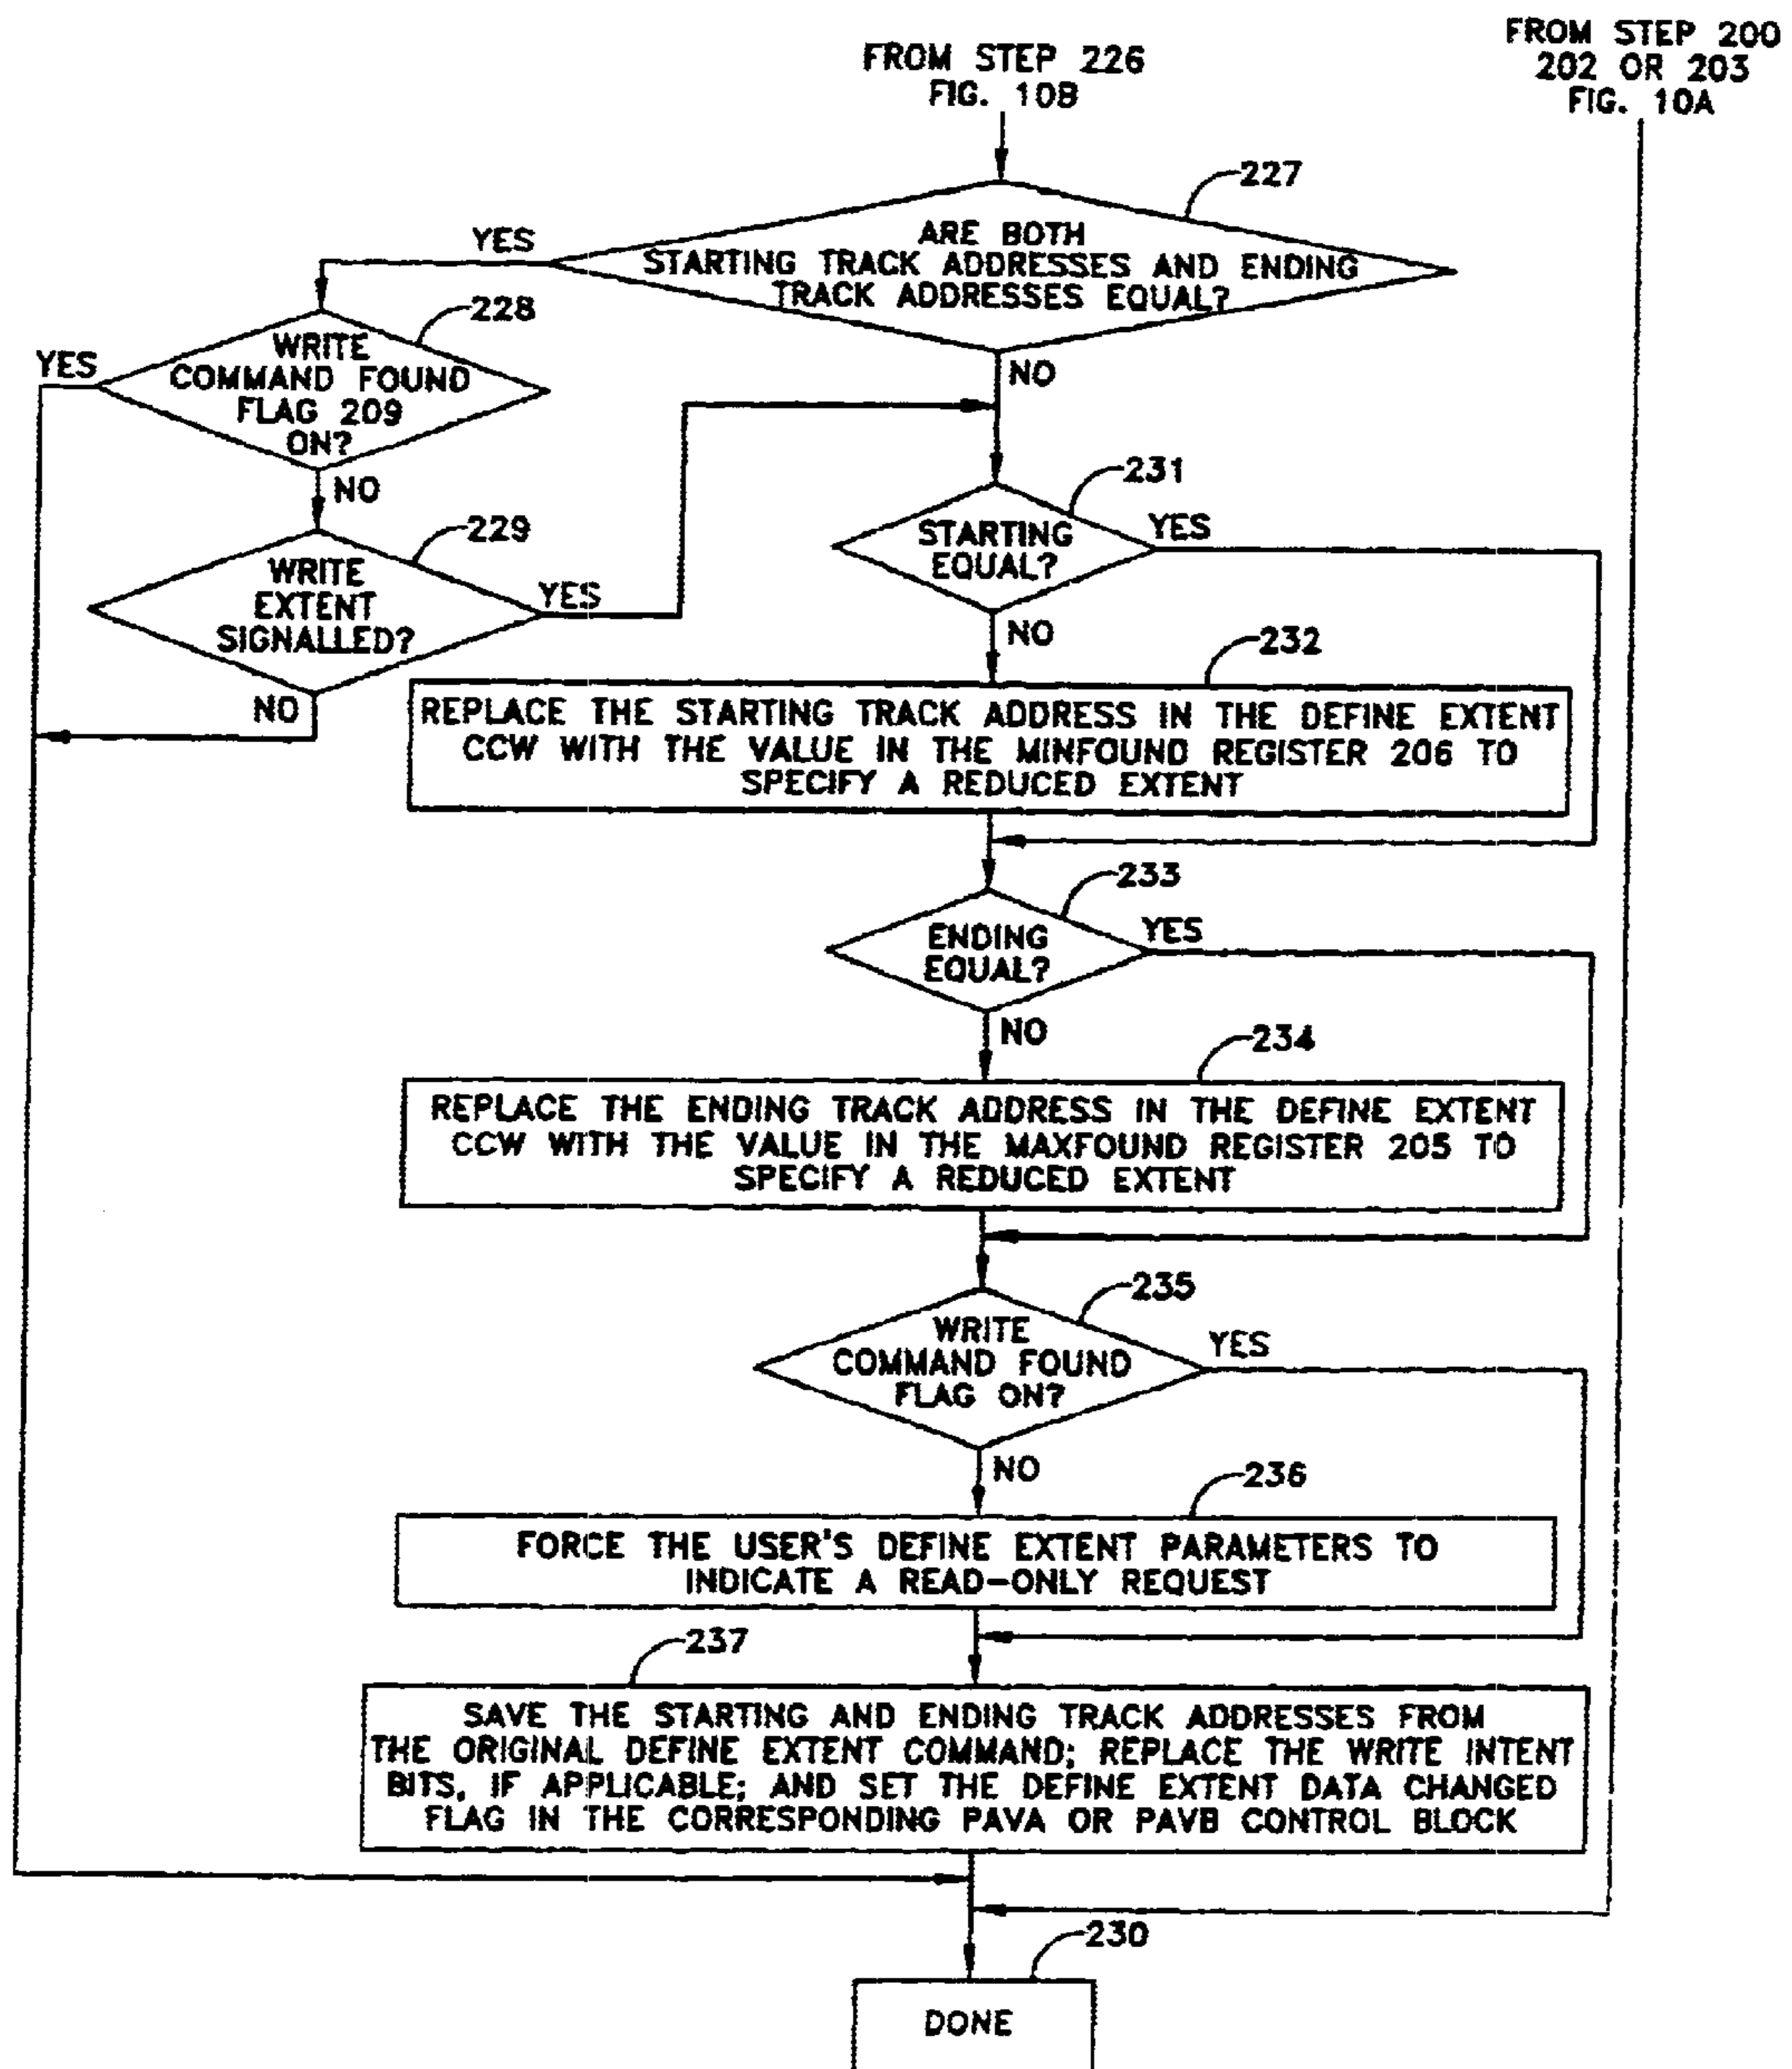 FROM STEP 200
202 OR 203
FIG. 10A
FROM STEP 226
FIG. 10B
227
ARE BOTH
STARTING TRACK ADDRESSES AND ENDING
TRACK ADDRESSES EQUAL?
YES
NO
228
WRITE
COMMAND FOUND
FLAG 209
ON?
YES
NO
229
WRITE
EXTENT
SIGNALLED?
YES
NO
231
STARTING
EQUAL?
YES
NO
232
REPLACE THE STARTING TRACK ADDRESS IN THE DEFINE EXTENT
CCW WITH THE VALUE IN THE MINFOUND REGISTER 206 TO
SPECIFY A REDUCED EXTENT
233
ENDING
EQUAL?
YES
NO
234
REPLACE THE ENDING TRACK ADDRESS IN THE DEFINE EXTENT
CCW WITH THE VALUE IN THE MAXFOUND REGISTER 205 TO
SPECIFY A REDUCED EXTENT
235
WRITE
COMMAND FOUND
FLAG ON?
YES
NO
236
FORCE THE USER'S DEFINE EXTENT PARAMETERS TO
INDICATE A READ-ONLY REQUEST
237
SAVE THE STARTING AND ENDING TRACK ADDRESSES FROM
THE ORIGINAL DEFINE EXTENT COMMAND; REPLACE THE WRITE INTENT
BITS, IF APPLICABLE; AND SET THE DEFINE EXTENT DATA CHANGED
FLAG IN THE CORRESPONDING PAVA OR PAVB CONTROL BLOCK
230
DONE